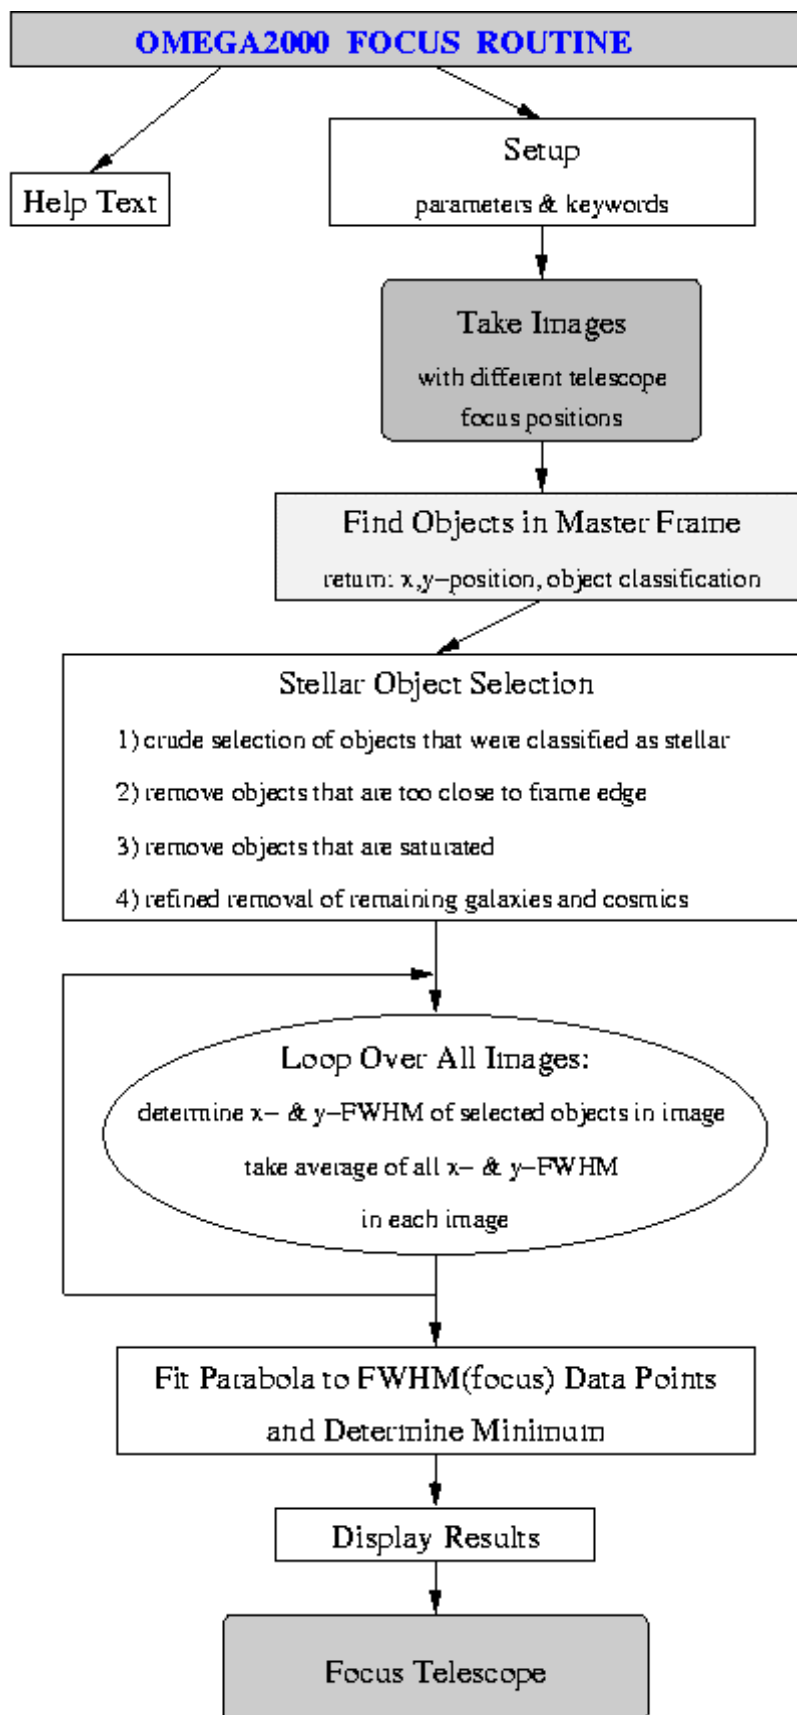 OMEGA2000 FOCUS ROUTINE
Help Text
Setup
parameters & keywords
Take Images
with different telescope
focus positions
Find Objects in Master Frame
return: x,y-position, object classification
Stellar Object Selection
1) crude selection of objects that were classified as stellar
2) remove objects that are too close to frame edge
3) remove objects that are saturated
4) refined removal of remaining galaxies and cosmics
Loop Over All Images:
determine x- & y-FWHM of selected objects in image
take average of all x- & y-FWHM
in each image
Fit Parabola to FWHM(focus) Data Points
and Determine Minimum
Display Results
Focus Telescope